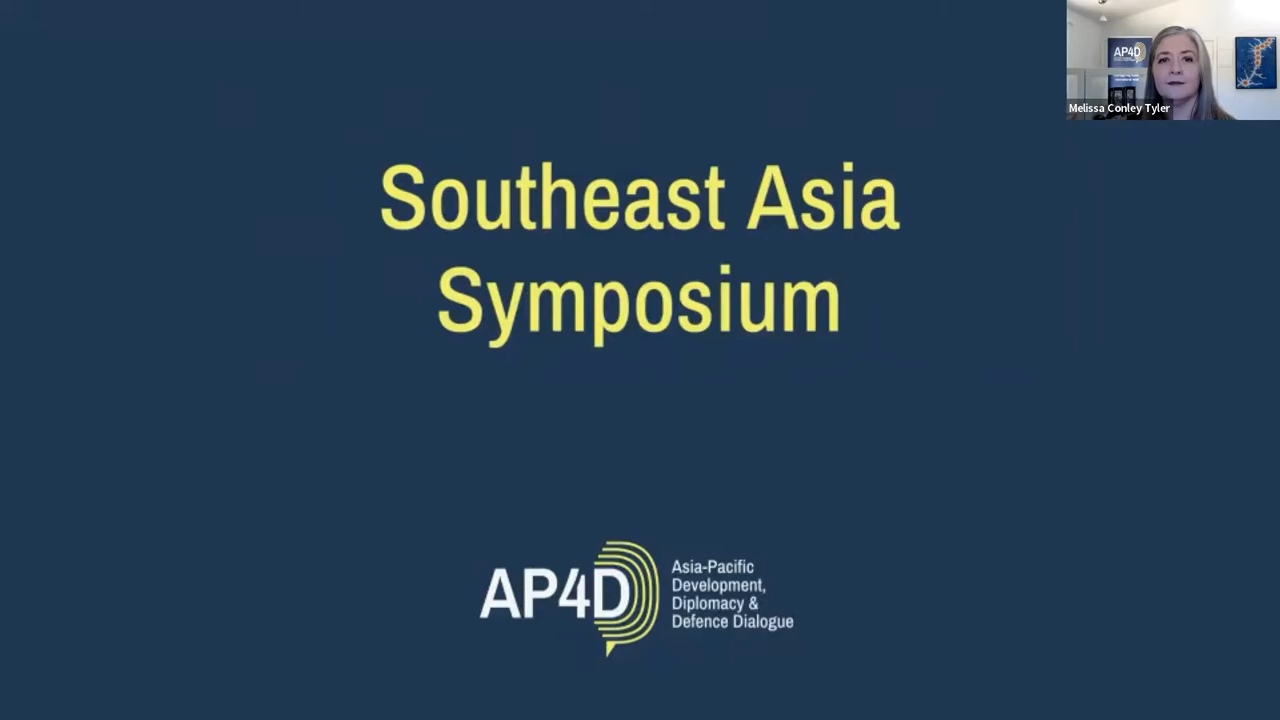 Southeast Asia
Symposium
AP4D
Asia-Pacific
Development,
Diplomacy &
Defence Dialogue
AP4D
Melissa Conley Tyler